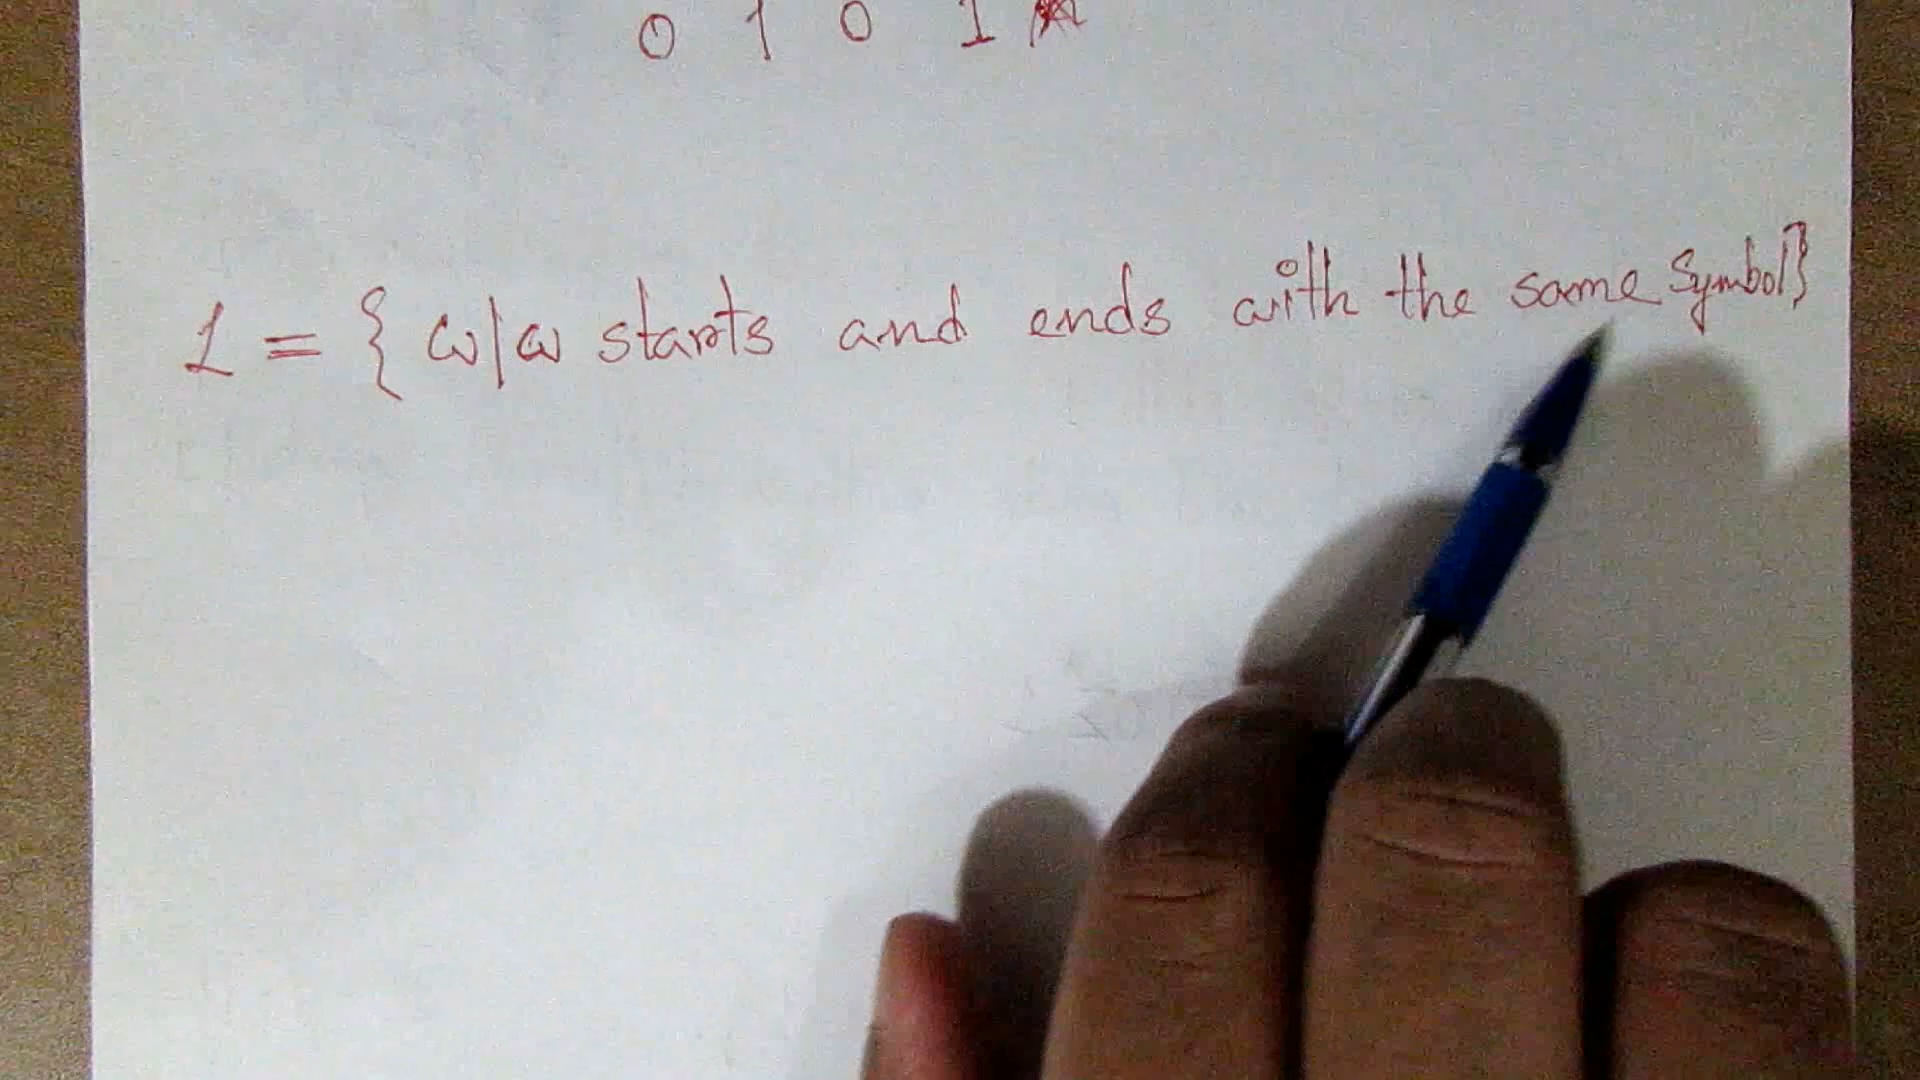 0 1 0 1
L = { w|w starts and ends with the same symbol}